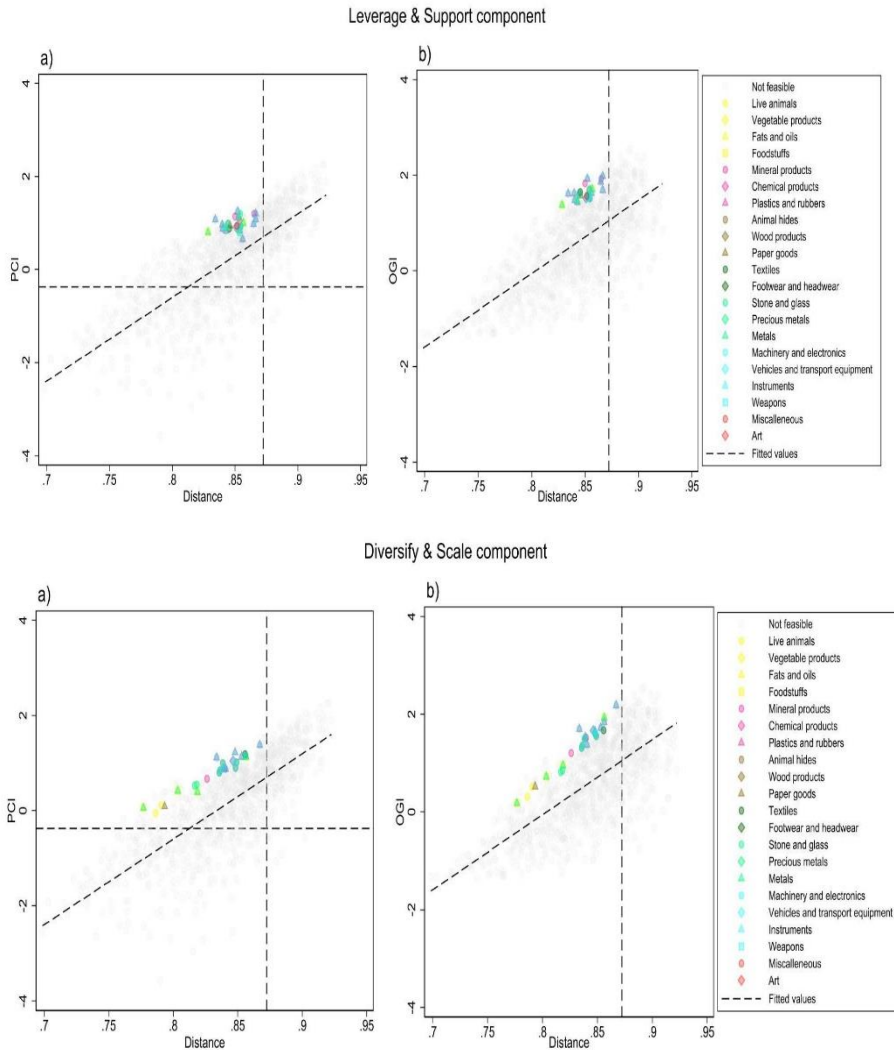 Leverage & Support component
a)
b)
4
2
0
-2
-4
PCI
.7 .75 .8 .85 .9 .95
Distance
4
2
0
-2
-4
OGI
.7 .75 .8 .85 .9 .95
Distance
Not feasible
Live animals
Vegetable products
Fats and oils
Foodstuffs
Mineral products
Chemical products
Plastics and rubbers
Animal hides
Wood products
Paper goods
Textiles
Footwear and headwear
Stone and glass
Precious metals
Metals
Machinery and electronics
Vehicles and transport equipment
Instruments
Weapons
Miscalleneous
Art
Fitted values
Diversify & Scale component
a)
b)
4
2
0
-2
-4
PCI
.7 .75 .8 .85 .9 .95
Distance
4
2
0
-2
-4
OGI
.7 .75 .8 .85 .9 .95
Distance
Not feasible
Live animals
Vegetable products
Fats and oils
Foodstuffs
Mineral products
Chemical products
Plastics and rubbers
Animal hides
Wood products
Paper goods
Textiles
Footwear and headwear
Stone and glass
Precious metals
Metals
Machinery and electronics
Vehicles and transport equipment
Instruments
Weapons
Miscalleneous
Art
Fitted values